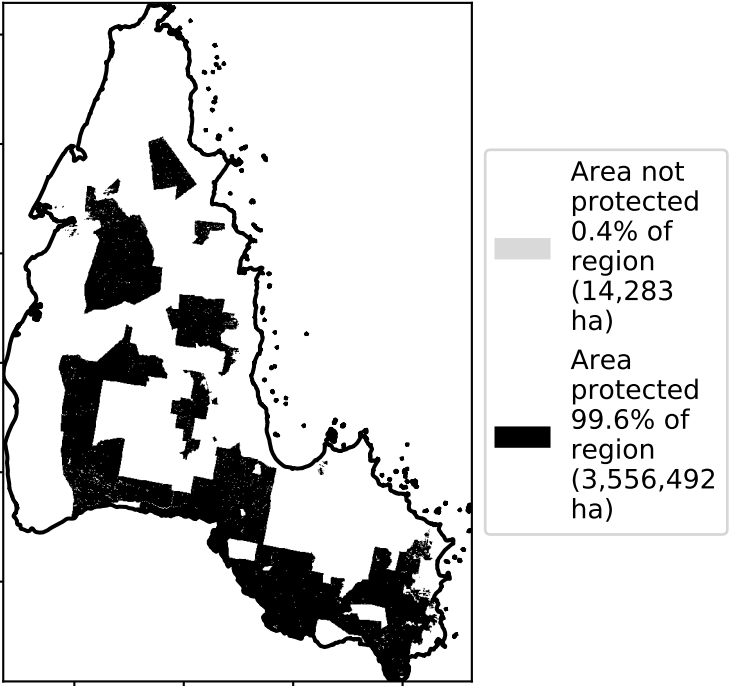 Area not
protected
0.4% of
region
(14,283
ha)
Area
protected
99.6% of
region
(3,556,492
ha)